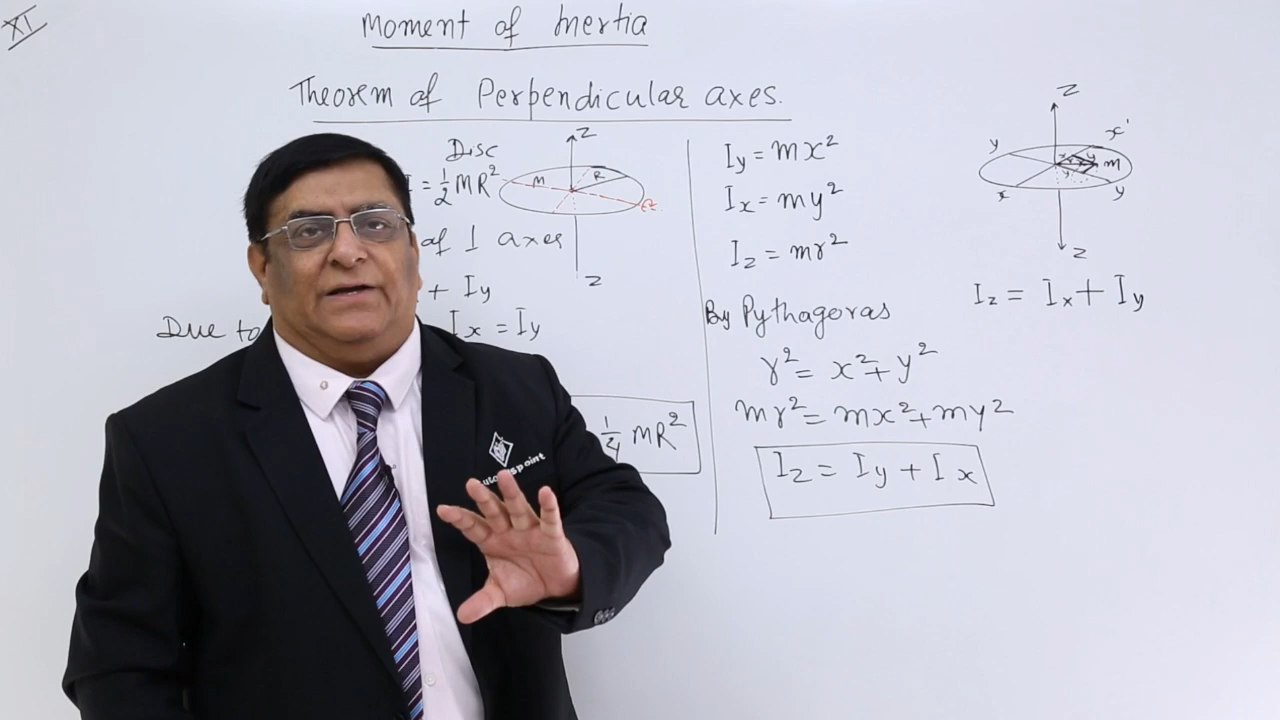 XI
Moment of Inertia
Theorem of Perpendicular axes.
Disc
I = 1/2 MR²
Z
M
R
Z
of ⊥ axes
+ Iy
Due to
Ix = Iy
1/4 MR²
Iy = mx²
Ix = my²
Iz = mr²
By Pythagoras
r² = x² + y²
mr² = mx² + my²
Iz = Iy + Ix
Z
x'
y
m
x
y
Z
Iz = Ix + Iy